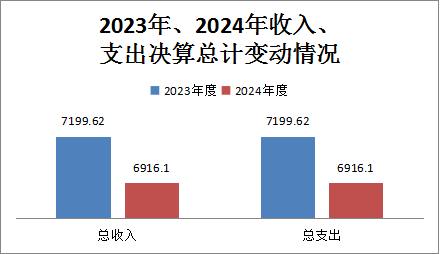 2023年、2024年收入、
支出决算总计变动情况
2023年度 2024年度
7199.62 7199.62
6916.1 6916.1
总收入 总支出